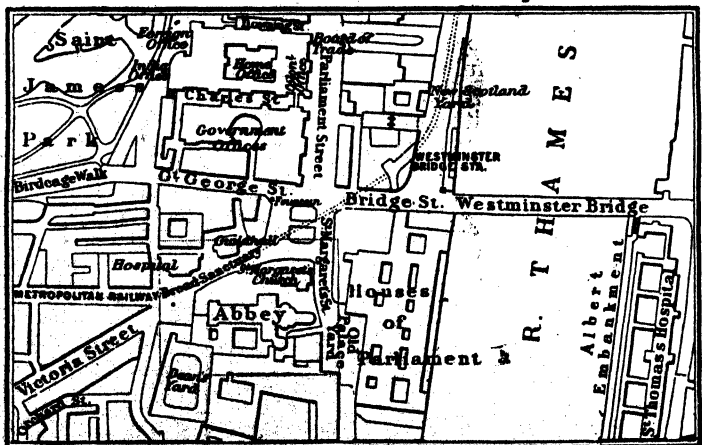 Downing St.
Foreign
Office
Board of
Trade
Saint
James
Park
India
Office
Home
Office
Charles St.
Parliament Street
New Scotland
Yard
Government
Offices
WESTMINSTER
BRIDGE STN.
Birdcage Walk
Gt. George St.
Bridge St. Westminster Bridge
R. THAMES
Guildhall
Hospital
Broad Sanctuary
St. Margaret's
Church
St. Margaret's St.
METROPOLITAN RAILWAY
Abbey
Old
Palace
Yard
Houses
of
Parliament
Albert
Embankment
St. Thomas's Hospital
Victoria Street
Dean's
Yard